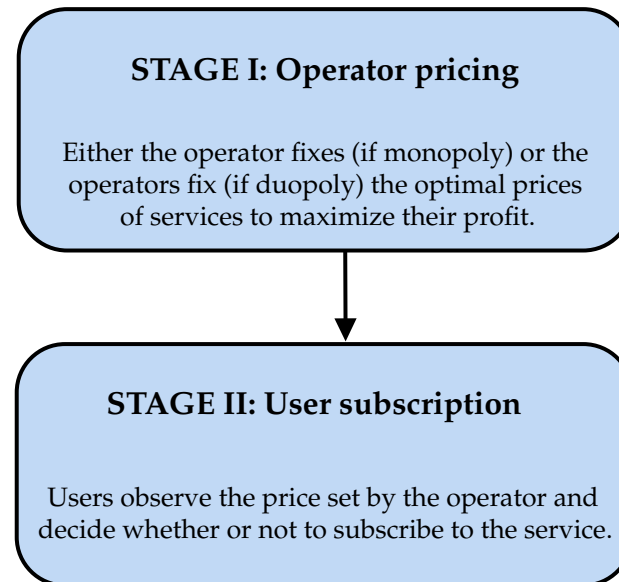 STAGE I: Operator pricing
Either the operator fixes (if monopoly) or the
operators fix (if duopoly) the optimal prices
of services to maximize their profit.
STAGE II: User subscription
Users observe the price set by the operator and
decide whether or not to subscribe to the service.